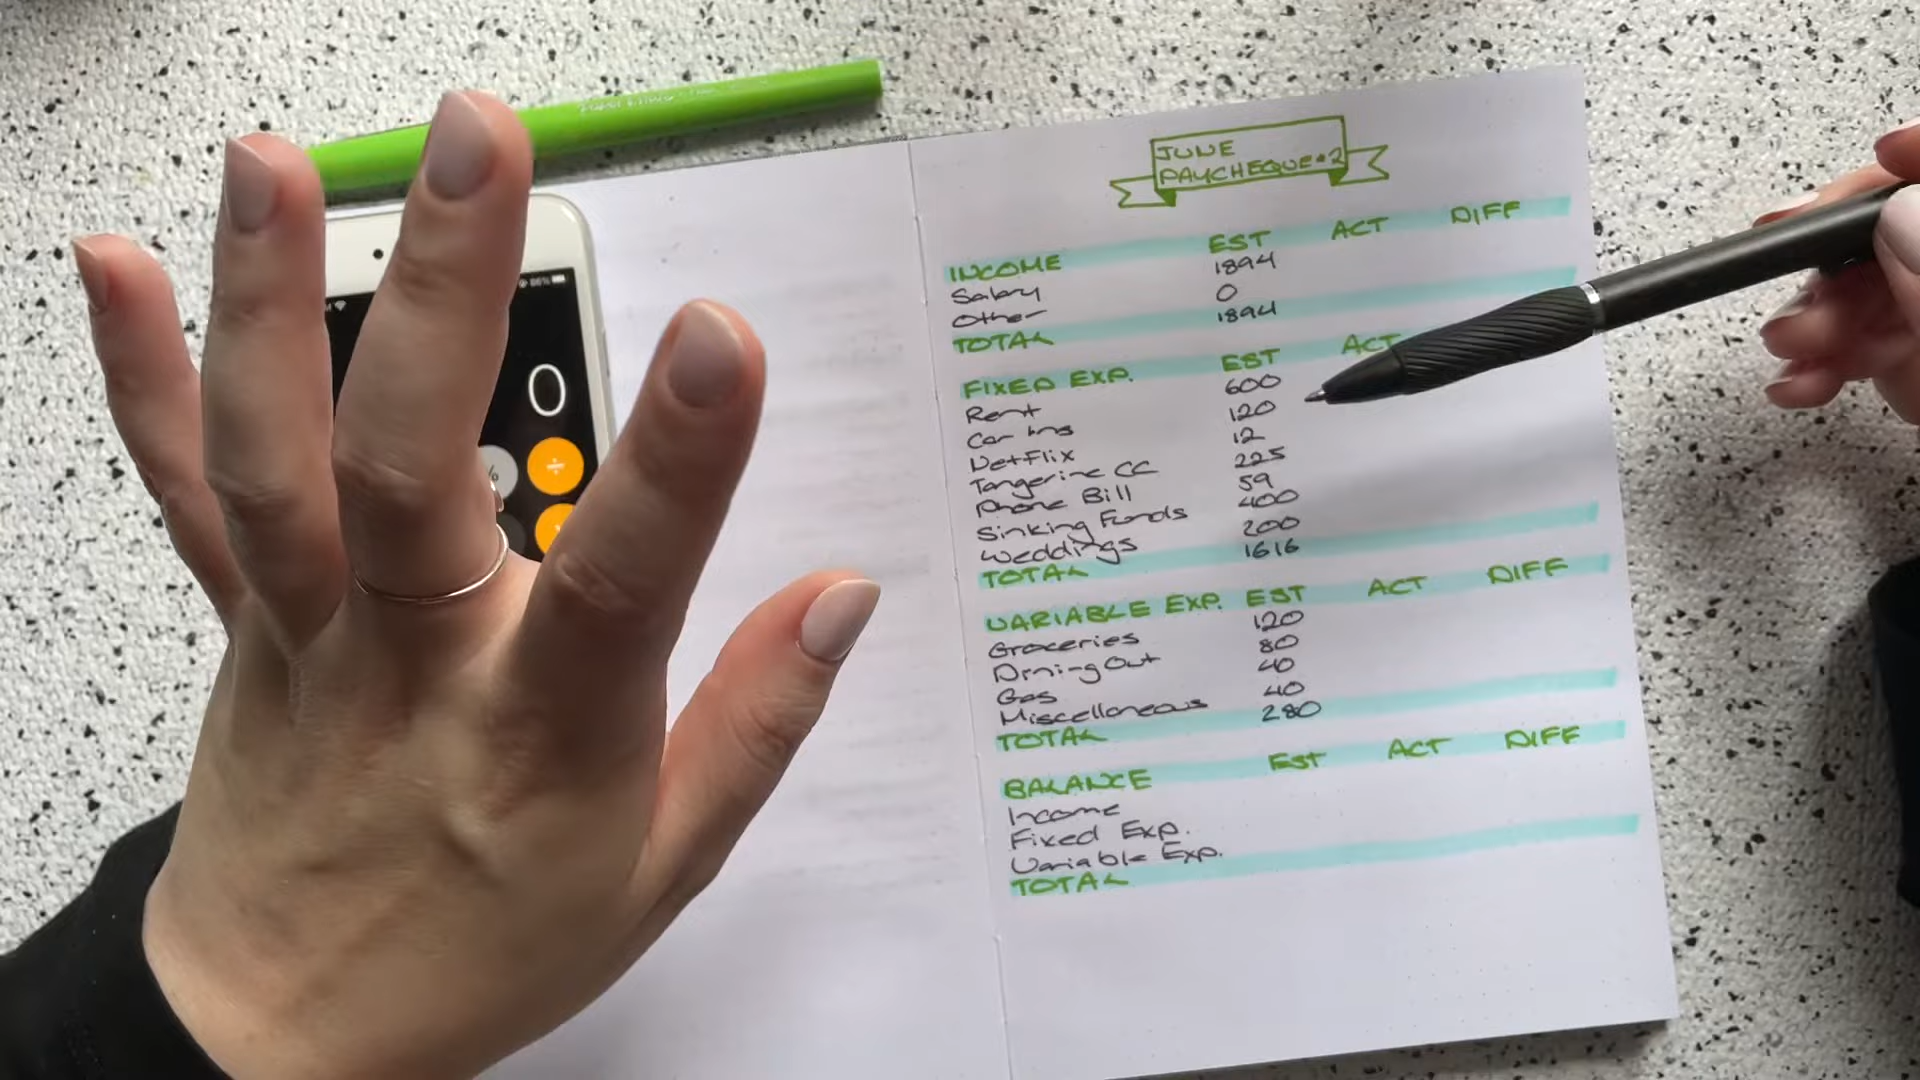 JUNE
PAYCHEQUE #2
INCOME EST ACT DIFF
Salary 1894
Other 0
TOTAL 1894
FIXED EXP. EST ACT
Rent 600
Car Ins 120
Netflix 12
Tangerine CC 225
Phone Bill 59
Sinking Funds 400
Weddings 200
TOTAL 1616
VARIABLE EXP. EST ACT DIFF
Groceries 120
Dining Out 80
Gas 40
Miscellaneous 40
TOTAL 280
BALANCE EST ACT DIFF
Income
Fixed Exp.
Variable Exp.
TOTAL
86%
0
%
÷